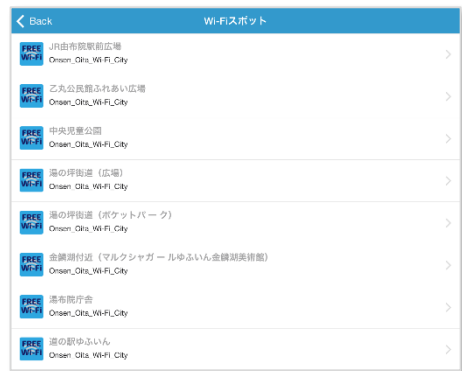 Back
Wi-Fiスポット
FREE Wi-Fi
JR由布院駅前広場
Onsen_Oita_Wi-Fi_City
FREE Wi-Fi
乙丸公民館ふれあい広場
Onsen_Oita_Wi-Fi_City
FREE Wi-Fi
中央児童公園
Onsen_Oita_Wi-Fi_City
FREE Wi-Fi
湯の坪街道（広場）
Onsen_Oita_Wi-Fi_City
FREE Wi-Fi
湯の坪街道（ポケットパーク）
Onsen_Oita_Wi-Fi_City
FREE Wi-Fi
金鱗湖付近（マルクシャガールゆふいん金鱗湖美術館）
Onsen_Oita_Wi-Fi_City
FREE Wi-Fi
湯布院庁舎
Onsen_Oita_Wi-Fi_City
FREE Wi-Fi
道の駅ゆふいん
Onsen_Oita_Wi-Fi_City